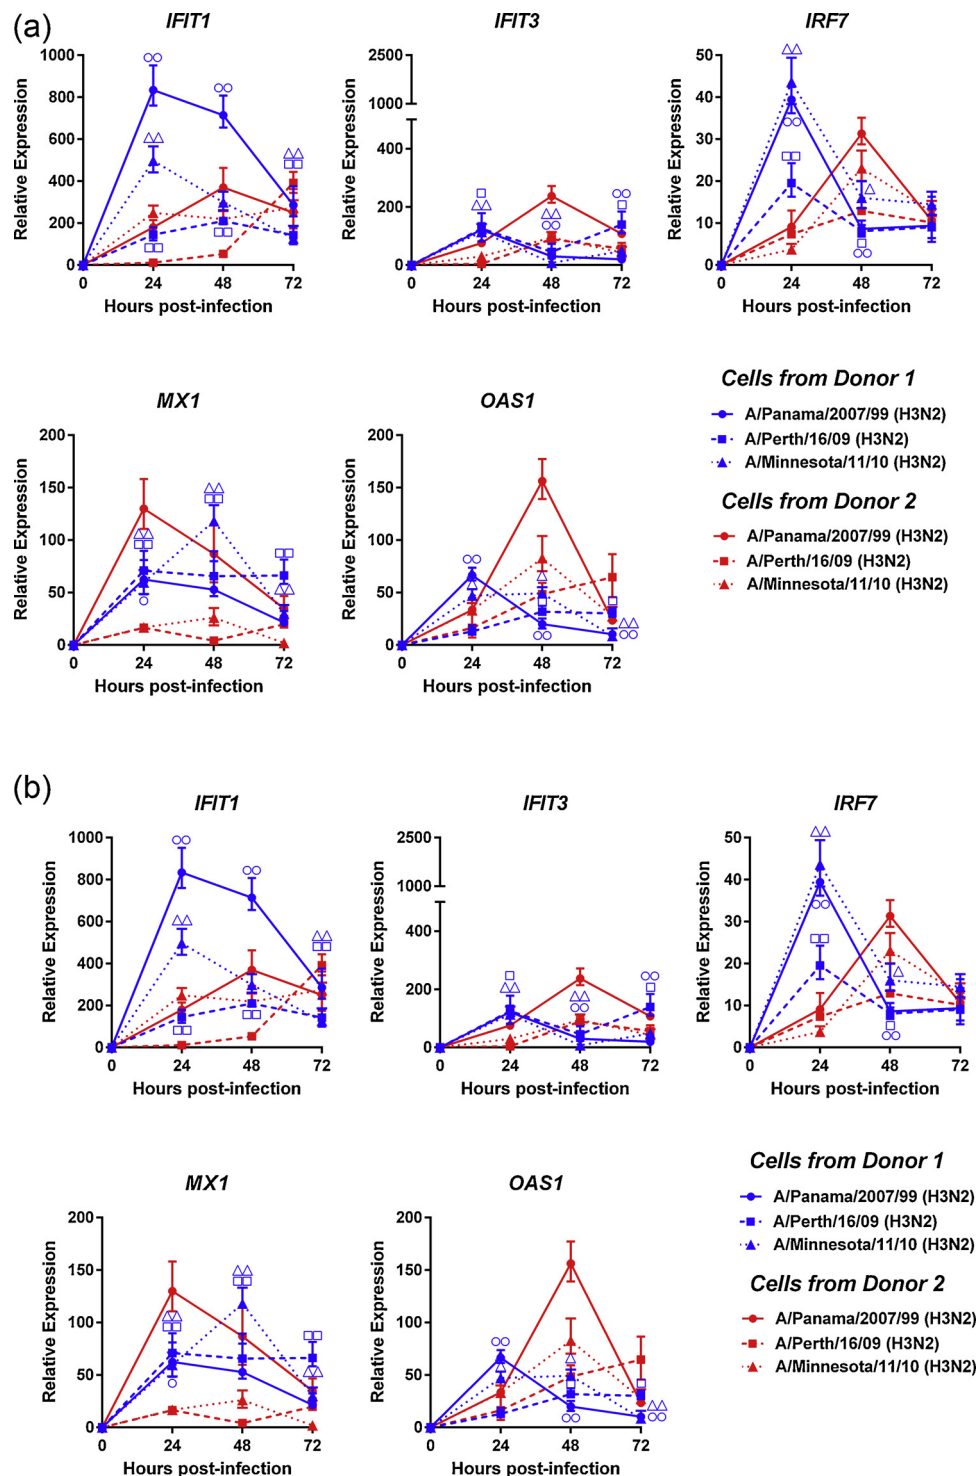 (a)
IFIT1
IFIT3
IRF7
Relative Expression
1000
800
600
400
200
0
0 24 48 72
Hours post-infection
Relative Expression
2500
1000
500
400
200
0
0 24 48 72
Hours post-infection
Relative Expression
50
40
30
20
10
0
0 24 48 72
Hours post-infection
MX1
OAS1
Relative Expression
200
150
100
50
0
0 24 48 72
Hours post-infection
Relative Expression
200
150
100
50
0
0 24 48 72
Hours post-infection
Cells from Donor 1
A/Panama/2007/99 (H3N2)
A/Perth/16/09 (H3N2)
A/Minnesota/11/10 (H3N2)
Cells from Donor 2
A/Panama/2007/99 (H3N2)
A/Perth/16/09 (H3N2)
A/Minnesota/11/10 (H3N2)
(b)
IFIT1
IFIT3
IRF7
Relative Expression
1000
800
600
400
200
0
0 24 48 72
Hours post-infection
Relative Expression
2500
1000
500
400
200
0
0 24 48 72
Hours post-infection
Relative Expression
50
40
30
20
10
0
0 24 48 72
Hours post-infection
MX1
OAS1
Relative Expression
200
150
100
50
0
0 24 48 72
Hours post-infection
Relative Expression
200
150
100
50
0
0 24 48 72
Hours post-infection
Cells from Donor 1
A/Panama/2007/99 (H3N2)
A/Perth/16/09 (H3N2)
A/Minnesota/11/10 (H3N2)
Cells from Donor 2
A/Panama/2007/99 (H3N2)
A/Perth/16/09 (H3N2)
A/Minnesota/11/10 (H3N2)